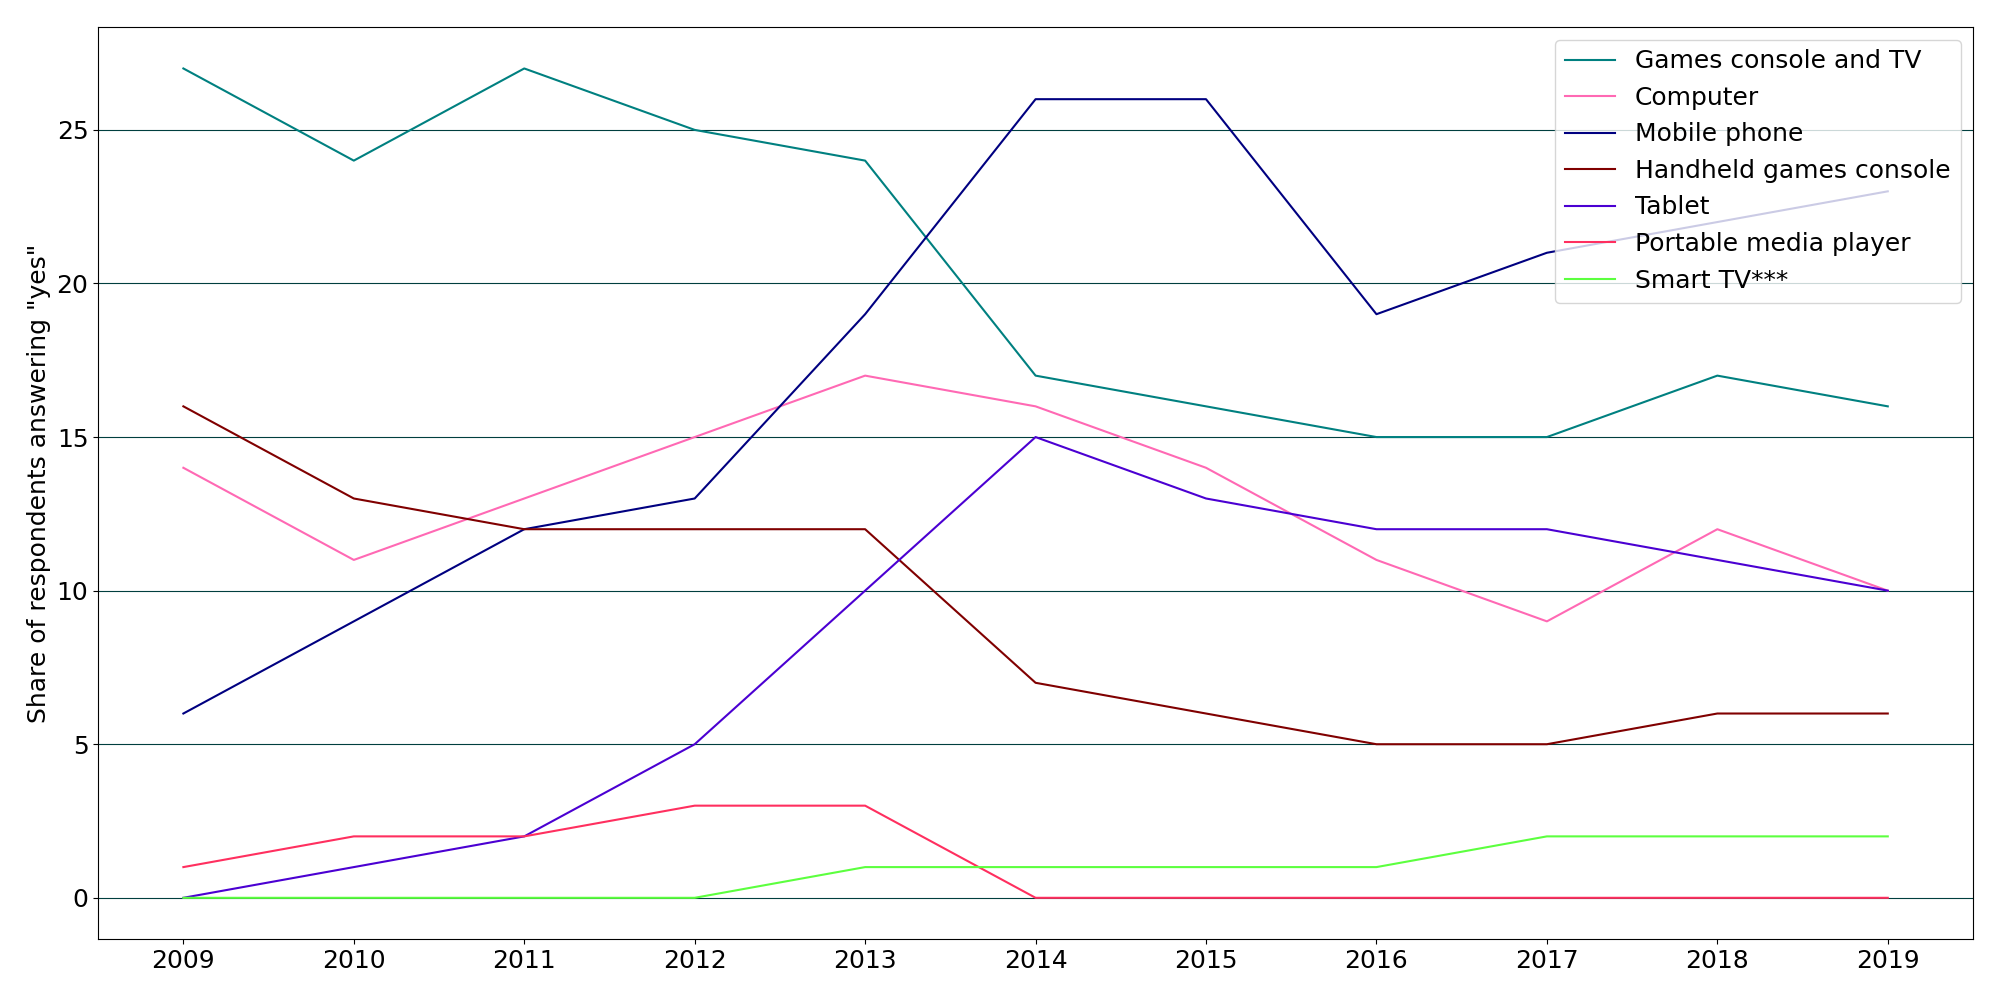 Share of respondents answering "yes"
25
20
15
10
5
0
Games console and TV
Computer
Mobile phone
Handheld games console
Tablet
Portable media player
Smart TV***
2009 2010 2011 2012 2013 2014 2015 2016 2017 2018 2019